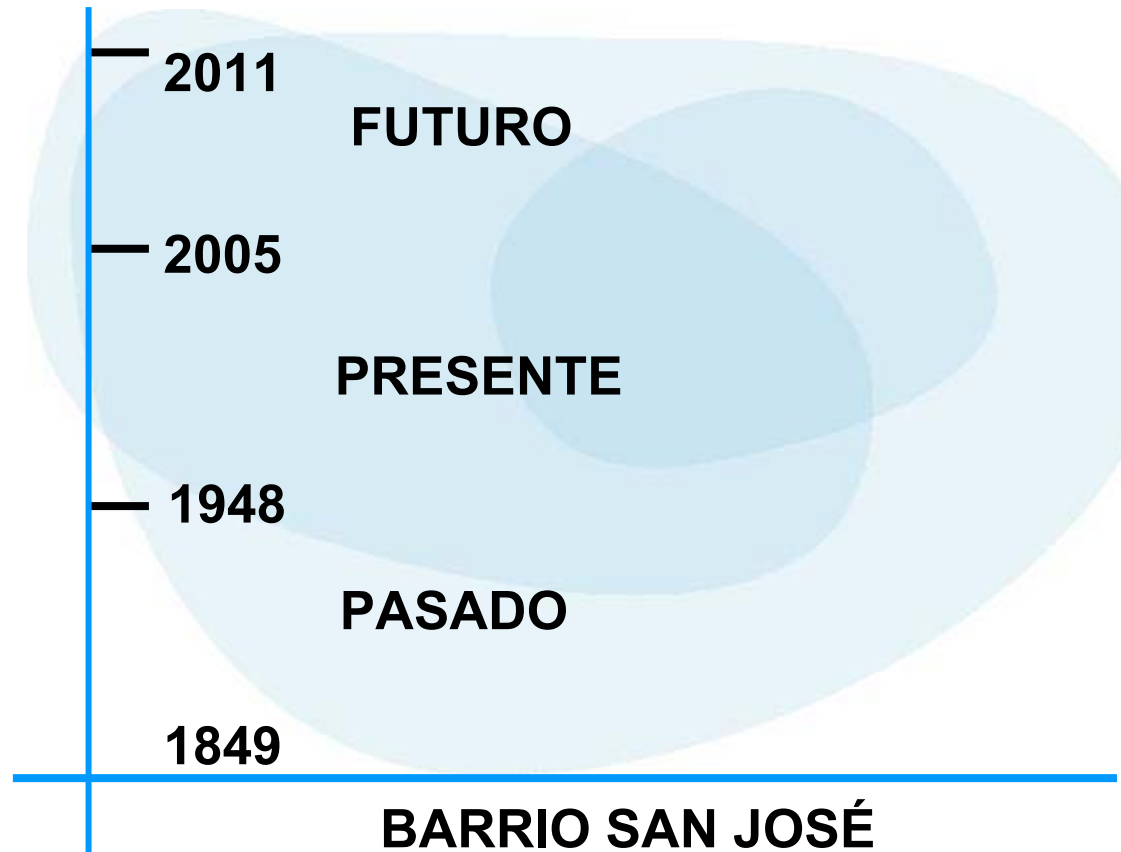 2011
FUTURO
2005
PRESENTE
1948
PASADO
1849
BARRIO SAN JOSÉ